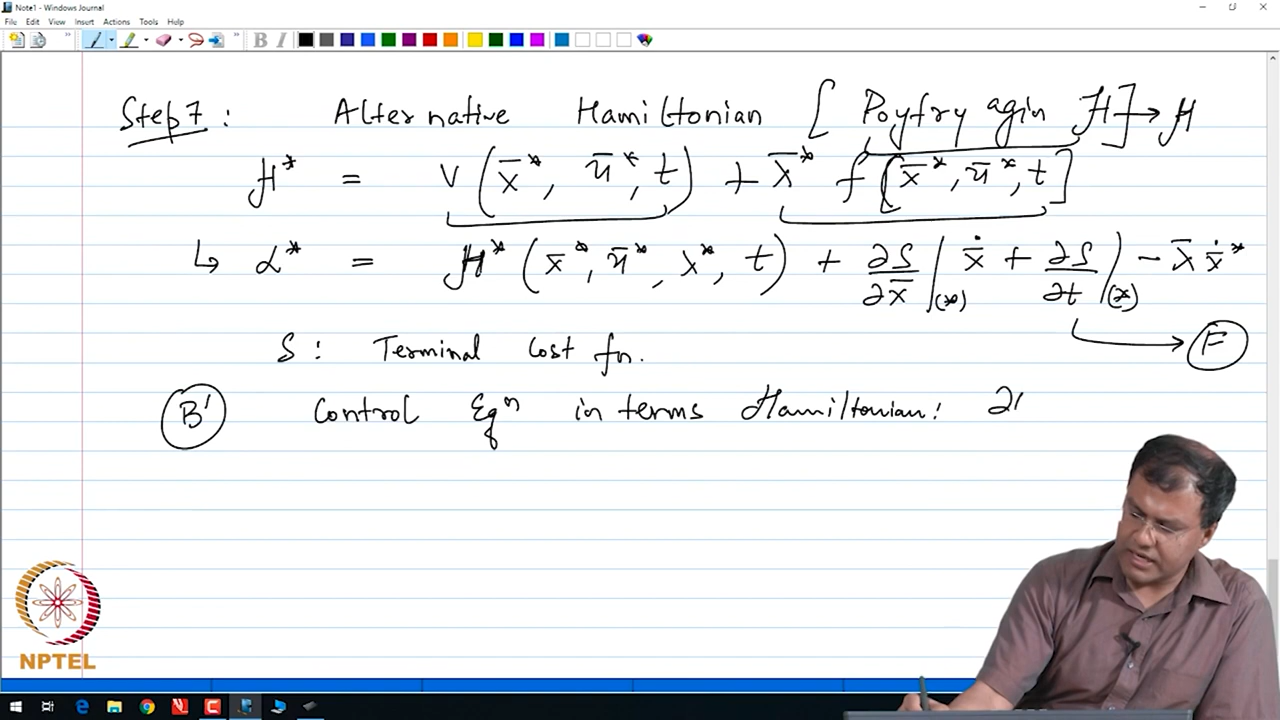 Note1 - Windows Journal
File Edit View Insert Actions Tools Help
B I
Step 7 : Alternative Hamiltonian [ Poyfry agin H ] → H
H* = V ( x̄*, ū*, t ) + λ̄* f [ x̄*, ū*, t ]
↳ L* = H* ( x̄*, ū*, λ*, t ) + ∂S/∂x̄ |(*) ẋ̄ + ∂S/∂t |(*) - λ̄ ẋ̄*
→ F
S : Terminal Cost fn.
B' Control Eqⁿ in terms Hamiltonian: ∂
NPTEL